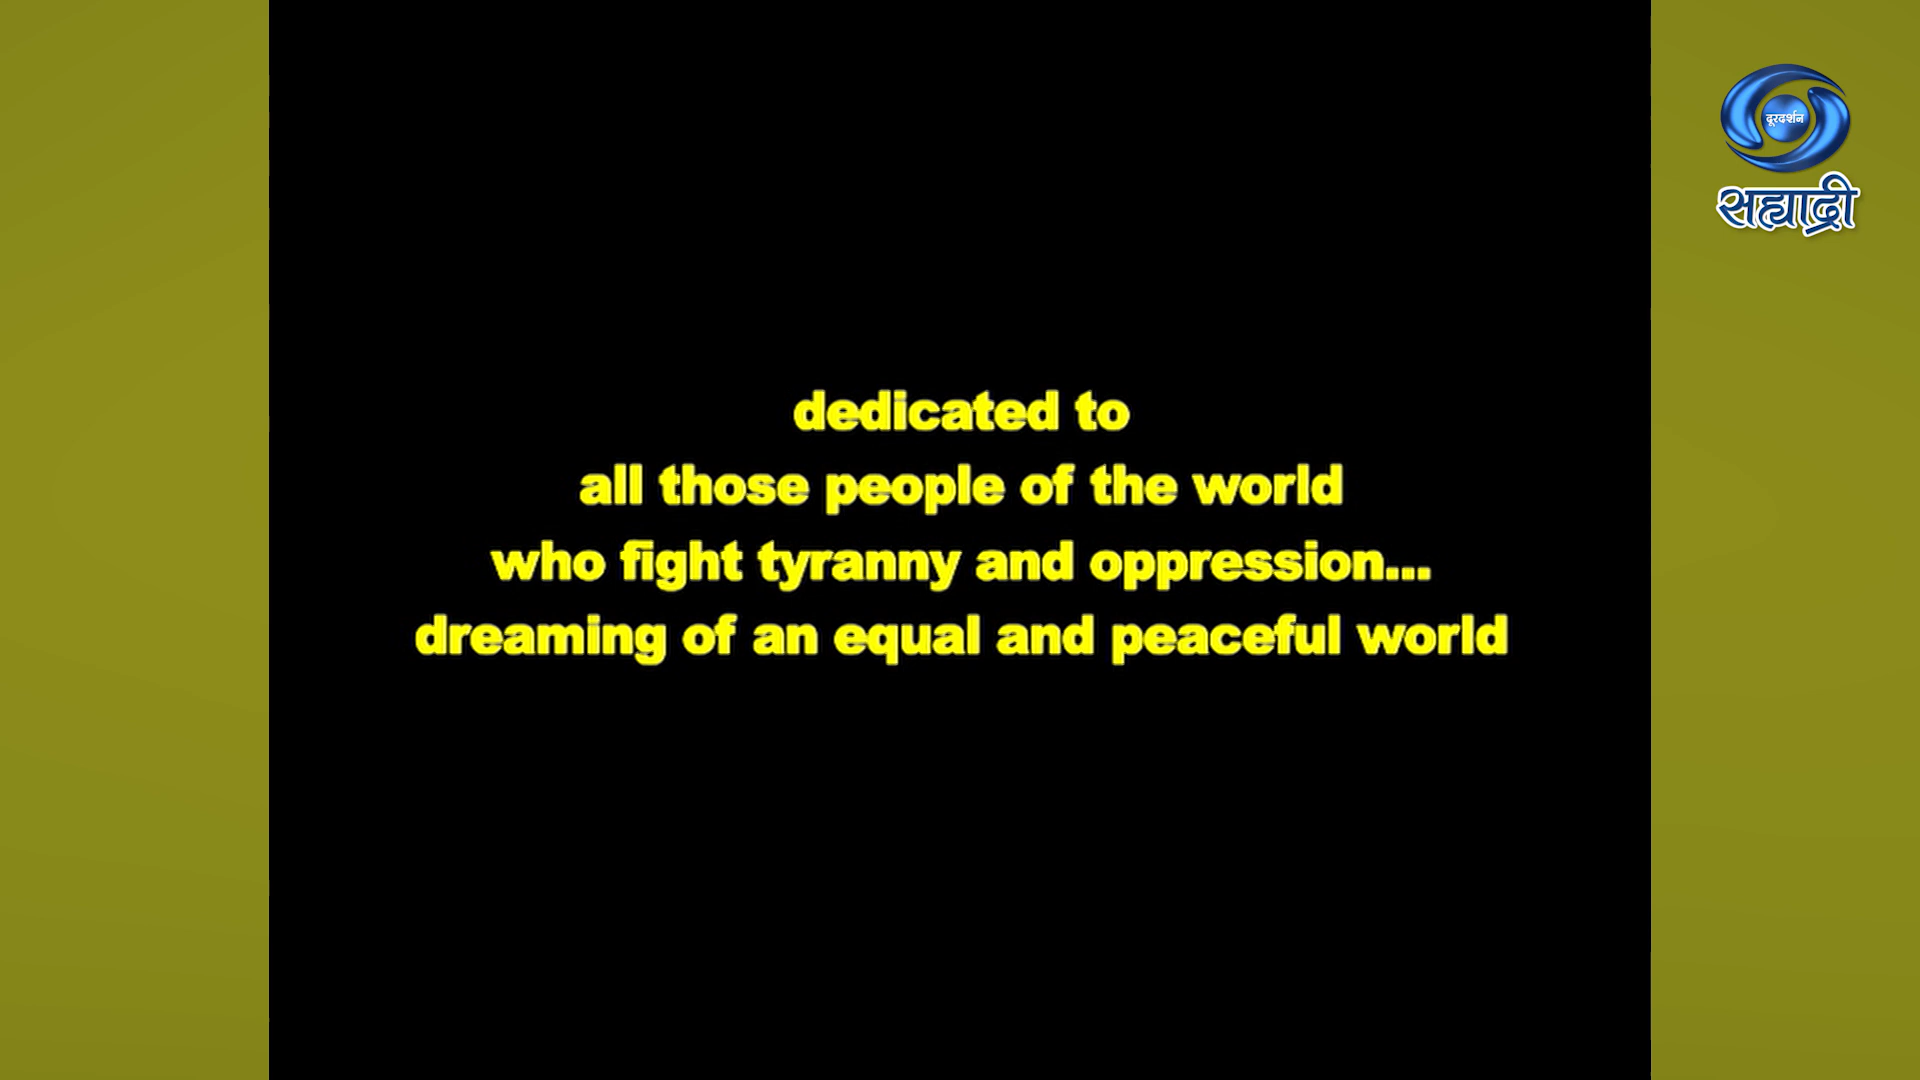 दूरदर्शन
सह्याद्री
dedicated to
all those people of the world
who fight tyranny and oppression...
dreaming of an equal and peaceful world